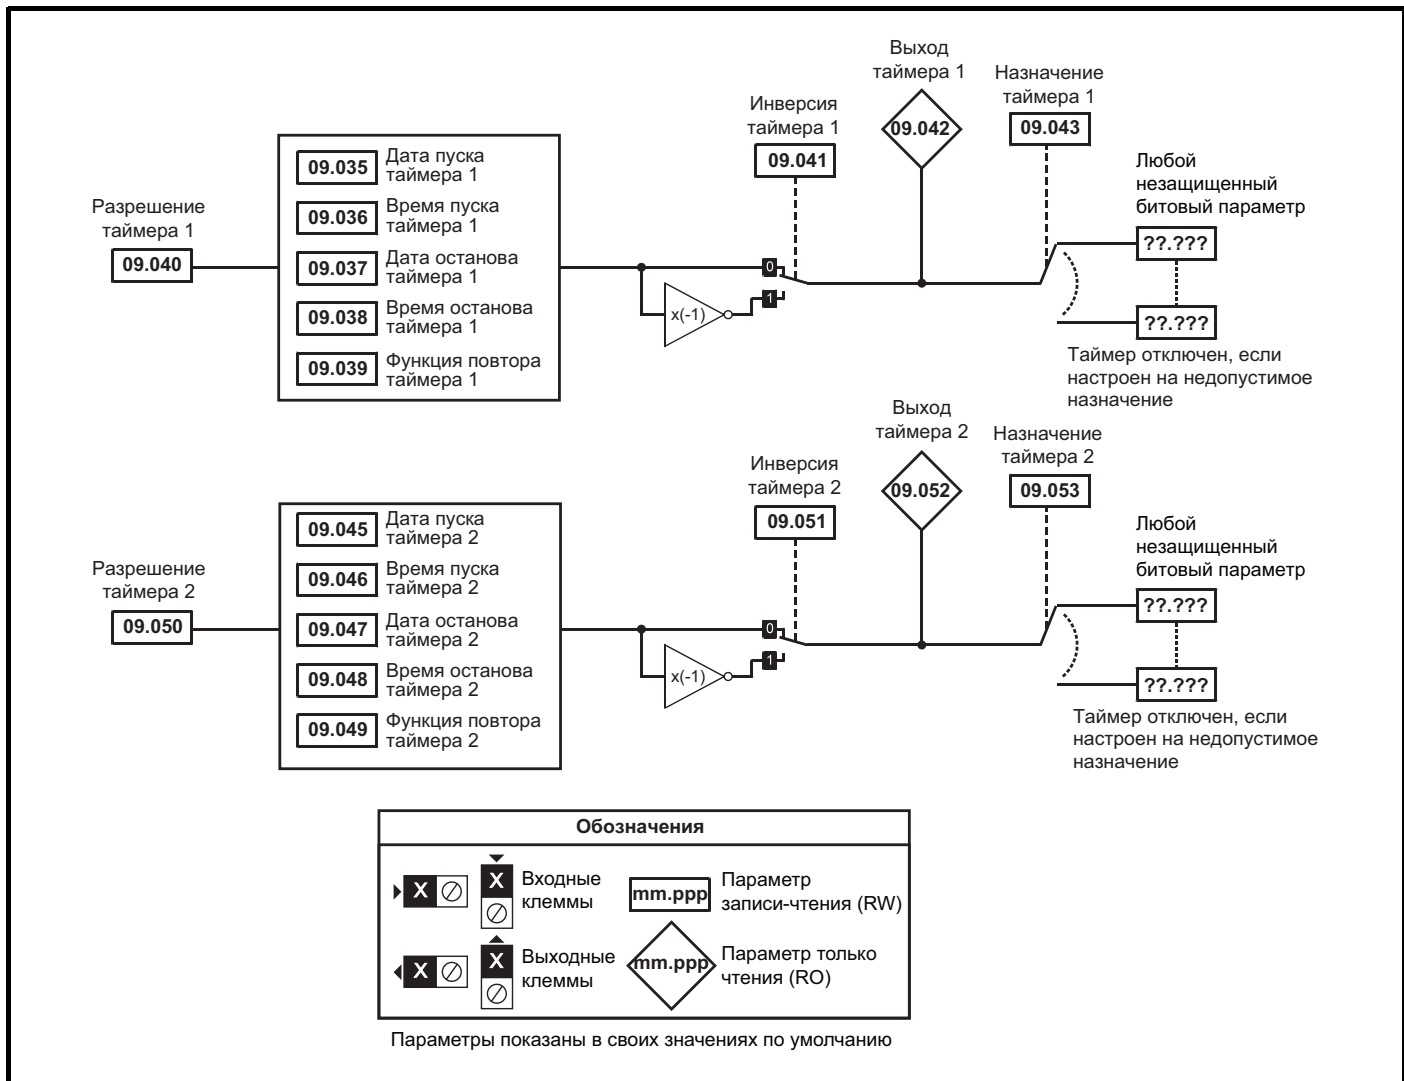 Выход
таймера 1
Назначение
таймера 1
Инверсия
таймера 1
09.042
09.043
09.041
Любой
незащищенный
битовый параметр
09.035
Дата пуска
таймера 1
Разрешение
таймера 1
09.036
Время пуска
таймера 1
??.???
09.040
09.037
Дата останова
таймера 1
0
1
x(-1)
09.038
Время останова
таймера 1
??.???
09.039
Функция повтора
таймера 1
Таймер отключен, если
настроен на недопустимое
назначение
Выход
таймера 2
Назначение
таймера 2
Инверсия
таймера 2
09.052
09.053
09.051
Любой
незащищенный
битовый параметр
09.045
Дата пуска
таймера 2
Разрешение
таймера 2
09.046
Время пуска
таймера 2
??.???
09.050
09.047
Дата останова
таймера 2
0
1
x(-1)
09.048
Время останова
таймера 2
??.???
09.049
Функция повтора
таймера 2
Таймер отключен, если
настроен на недопустимое
назначение
Обозначения
X
X
Входные
клеммы
mm.ppp
Параметр
записи-чтения (RW)
X
X
Выходные
клеммы
mm.ppp
Параметр только
чтения (RO)
Параметры показаны в своих значениях по умолчанию